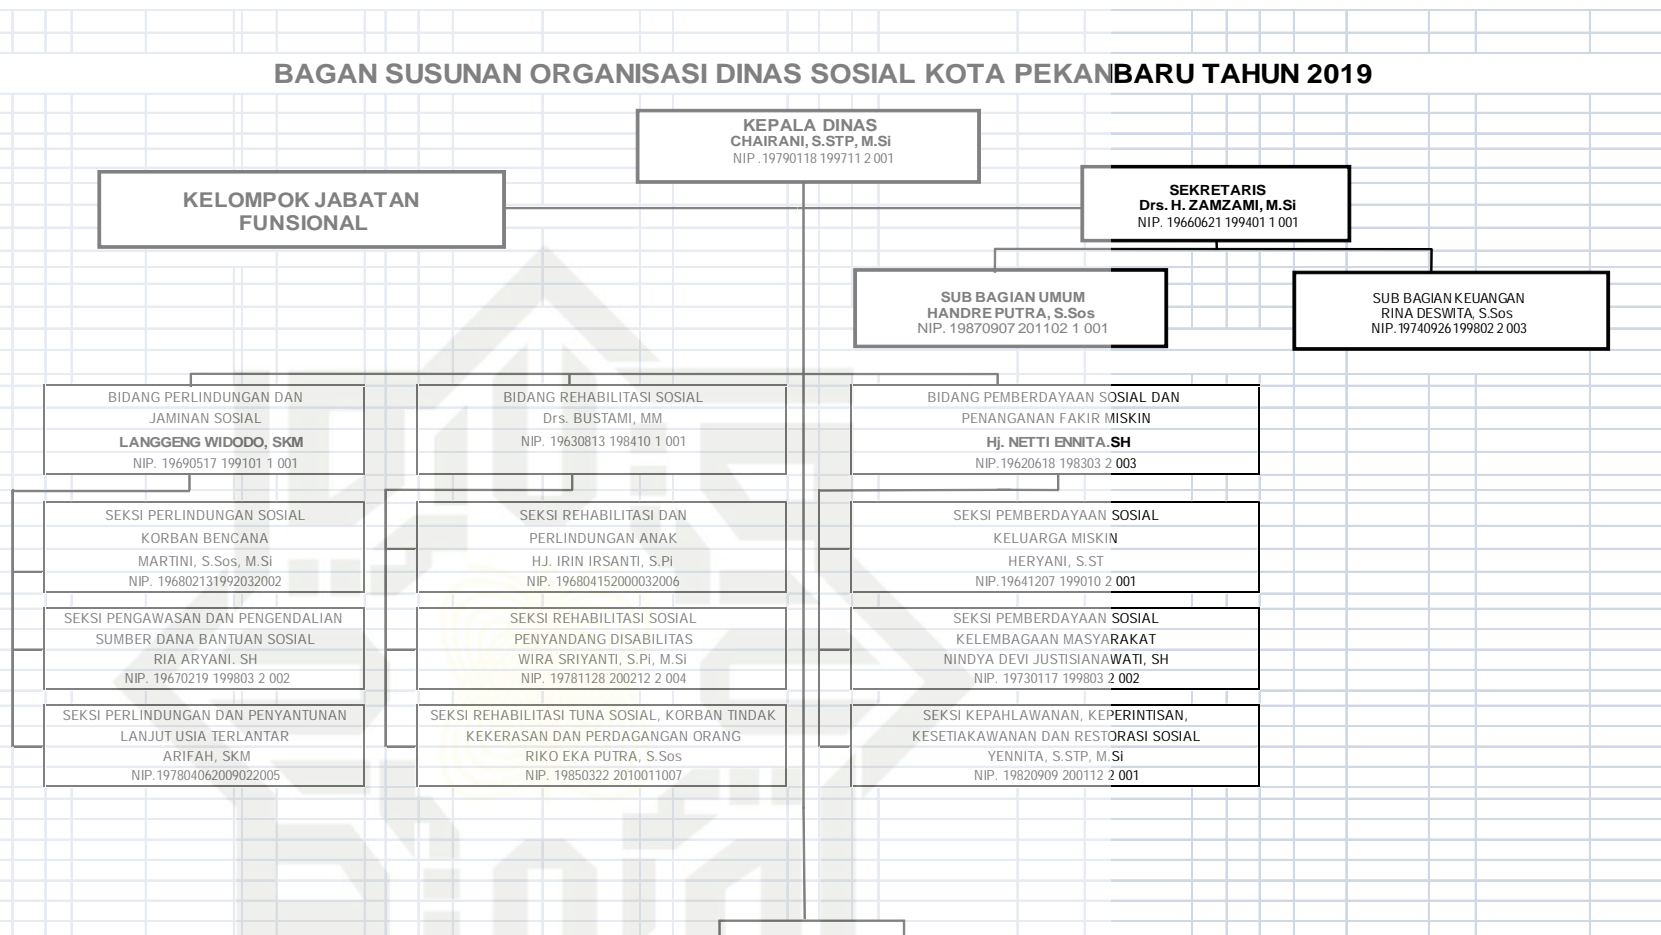 BAGAN SUSUNAN ORGANISASI DINAS SOSIAL KOTA PEKANBARU TAHUN 2019
KEPALA DINAS
CHAIRANI, S.STP, M.Si
NIP .19790118 199711 2 001
KELOMPOK JABATAN
FUNSIONAL
SEKRETARIS
Drs. H. ZAMZAMI, M.Si
NIP. 19660621 199401 1 001
SUB BAGIAN UMUM
HANDRE PUTRA, S.Sos
NIP. 19870907 201102 1 001
SUB BAGIAN KEUANGAN
RINA DESWITA, S.Sos
NIP. 19740926 199802 2 003
BIDANG PERLINDUNGAN DAN
JAMINAN SOSIAL
LANGGENG WIDODO, SKM
NIP. 19690517 199101 1 001
BIDANG REHABILITASI SOSIAL
Drs. BUSTAMI, MM
NIP. 19630813 198410 1 001
BIDANG PEMBERDAYAAN SOSIAL DAN
PENANGANAN FAKIR MISKIN
Hj. NETTI ENNITA.SH
NIP.19620618 198303 2 003
SEKSI PERLINDUNGAN SOSIAL
KORBAN BENCANA
MARTINI, S.Sos, M.Si
NIP. 196802131992032002
SEKSI REHABILITASI DAN
PERLINDUNGAN ANAK
HJ. IRIN IRSANTI, S.Pi
NIP. 196804152000032006
SEKSI PEMBERDAYAAN SOSIAL
KELUARGA MISKIN
HERYANI, S.ST
NIP.19641207 199010 2 001
SEKSI PENGAWASAN DAN PENGENDALIAN
SUMBER DANA BANTUAN SOSIAL
RIA ARYANI. SH
NIP. 19670219 199803 2 002
SEKSI REHABILITASI SOSIAL
PENYANDANG DISABILITAS
WIRA SRIYANTI, S.Pi, M.Si
NIP. 19781128 200212 2 004
SEKSI PEMBERDAYAAN SOSIAL
KELEMBAGAAN MASYARAKAT
NINDYA DEVI JUSTISIANAWATI, SH
NIP. 19730117 199803 2 002
SEKSI PERLINDUNGAN DAN PENYANTUNAN
LANJUT USIA TERLANTAR
ARIFAH, SKM
NIP.197804062009022005
SEKSI REHABILITASI TUNA SOSIAL, KORBAN TINDAK
KEKERASAN DAN PERDAGANGAN ORANG
RIKO EKA PUTRA, S.Sos
NIP. 19850322 2010011007
SEKSI KEPAHLAWANAN, KEPERINTISAN,
KESETIAKAWANAN DAN RESTORASI SOSIAL
YENNITA, S.STP, M.Si
NIP. 19820909 200112 2 001